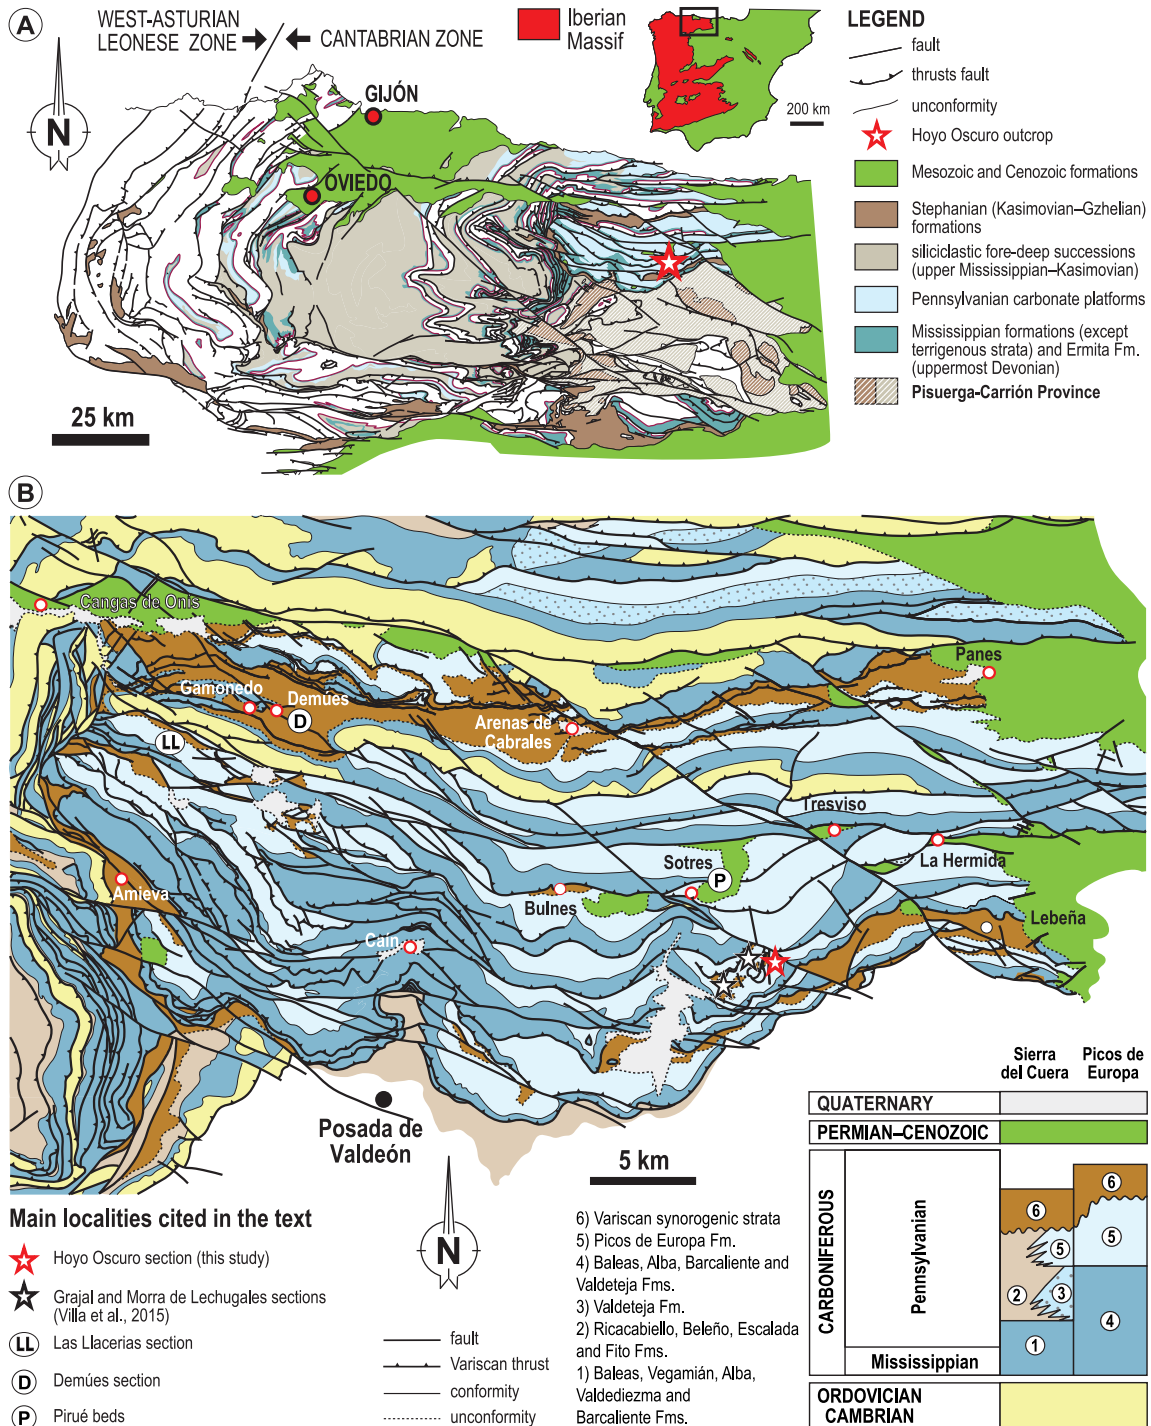 A
WEST-ASTURIAN
LEONESE ZONE
CANTABRIAN ZONE
Iberian
Massif
200 km
N
GIJÓN
OVIEDO
25 km
LEGEND
fault
thrusts fault
unconformity
Hoyo Oscuro outcrop
Mesozoic and Cenozoic formations
Stephanian (Kasimovian–Gzhelian)
formations
siliciclastic fore-deep successions
(upper Mississippian–Kasimovian)
Pennsylvanian carbonate platforms
Mississippian formations (except
terrigenous strata) and Ermita Fm.
(uppermost Devonian)
Pisuerga-Carrión Province
B
Cangas de Onis
Panes
Gamonedo
Demúes
D
Arenas de
Cabrales
LL
Tresviso
La Hermida
Sotres
P
Amieva
Bulnes
Lebeña
Caín
Posada de
Valdeón
5 km
Main localities cited in the text
Hoyo Oscuro section (this study)
Grajal and Morra de Lechugales sections
(Villa et al., 2015)
LL Las Llacerias section
D Demúes section
P Pirué beds
N
fault
Variscan thrust
conformity
unconformity
6) Variscan synorogenic strata
5) Picos de Europa Fm.
4) Baleas, Alba, Barcaliente and
Valdeteja Fms.
3) Valdeteja Fm.
2) Ricacabiello, Beleño, Escalada
and Fito Fms.
1) Baleas, Vegamián, Alba,
Valdediezma and
Barcaliente Fms.
Sierra
del Cuera
Picos de
Europa
QUATERNARY
PERMIAN–CENOZOIC
CARBONIFEROUS
Pennsylvanian
Mississippian
6
6
5
5
2
3
4
1
ORDOVICIAN
CAMBRIAN